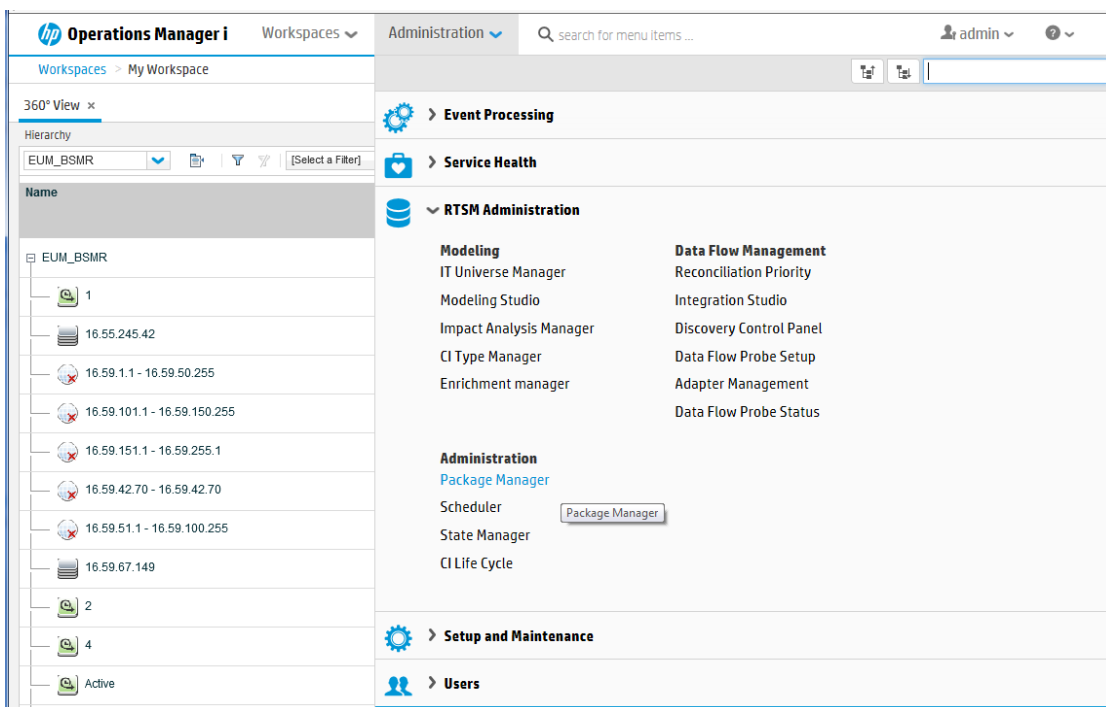 hp Operations Manager i Workspaces Administration search for menu items ... admin ?
Workspaces > My Workspace
360° View ×
Hierarchy
EUM_BSMR [Select a Filter]
Name
EUM_BSMR
1
16.55.245.42
16.59.1.1 - 16.59.50.255
16.59.101.1 - 16.59.150.255
16.59.151.1 - 16.59.255.1
16.59.42.70 - 16.59.42.70
16.59.51.1 - 16.59.100.255
16.59.67.149
2
4
Active
Event Processing
Service Health
RTSM Administration
Modeling
IT Universe Manager
Modeling Studio
Impact Analysis Manager
CI Type Manager
Enrichment manager
Data Flow Management
Reconciliation Priority
Integration Studio
Discovery Control Panel
Data Flow Probe Setup
Adapter Management
Data Flow Probe Status
Administration
Package Manager
Scheduler
Package Manager
State Manager
CI Life Cycle
Setup and Maintenance
Users